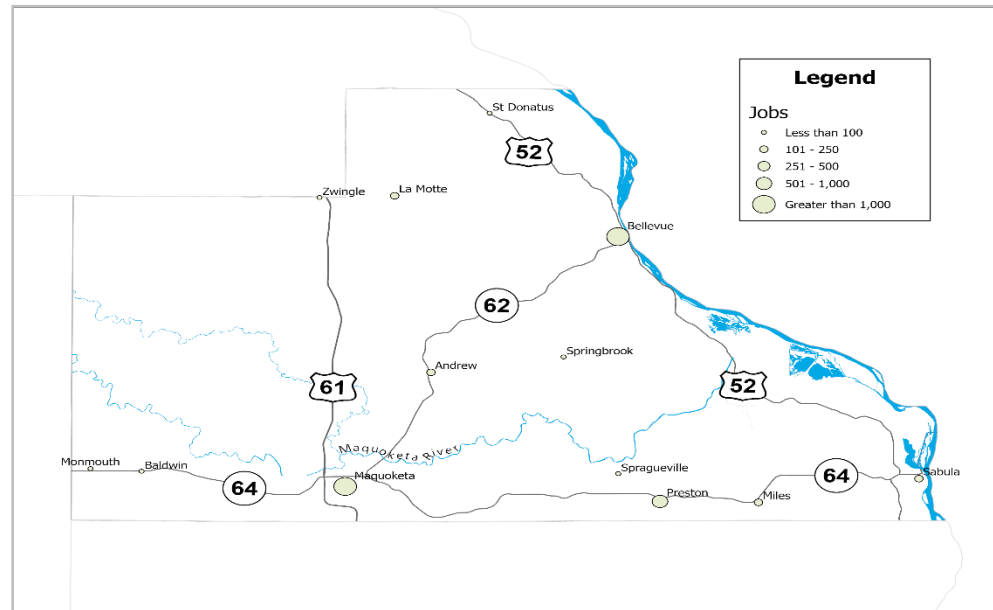 Legend
Jobs
Less than 100
101 - 250
251 - 500
501 - 1,000
Greater than 1,000
St Donatus
52
Zwingle
La Motte
Bellevue
62
Springbrook
Andrew
61
52
Maquoketa River
Monmouth
Baldwin
64
Maquoketa
Spragueville
64
Sabula
Preston
Miles